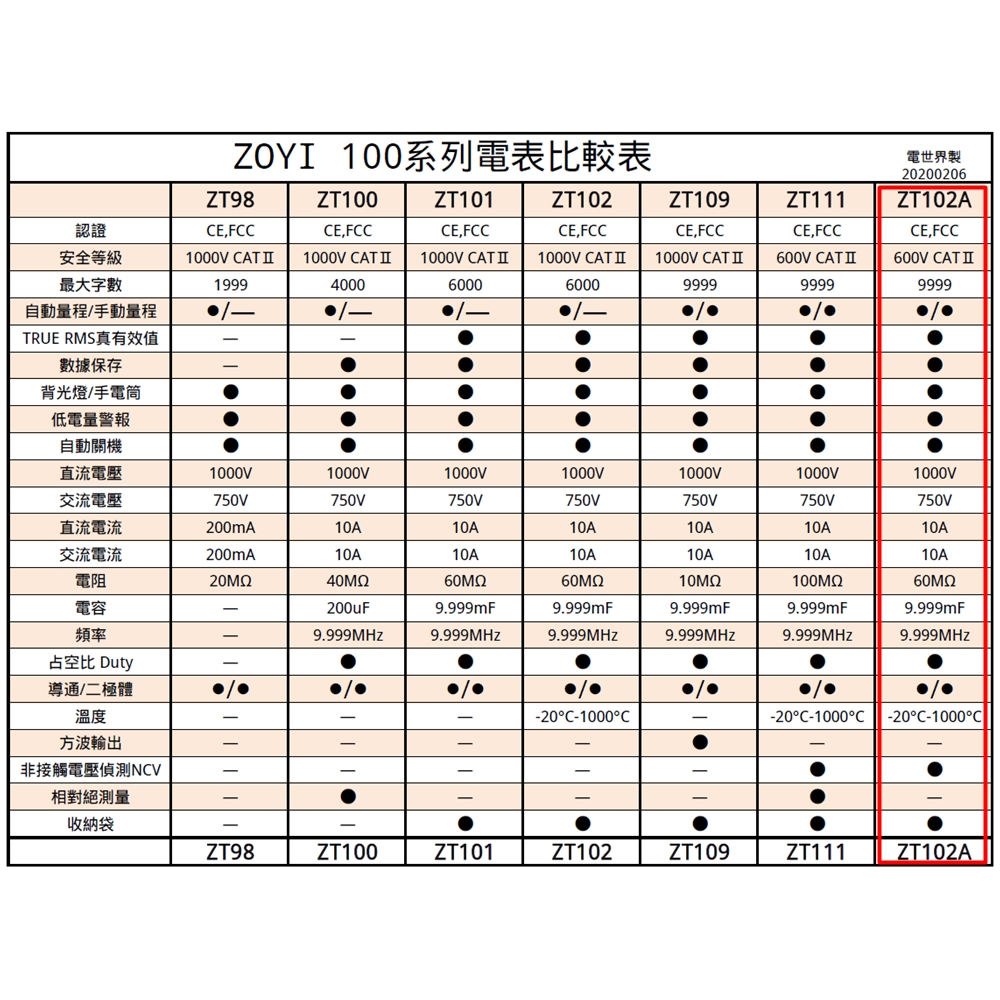 ZOYI 100系列電表比較表
電世界製
20200206
ZT98 ZT100 ZT101 ZT102 ZT109 ZT111 ZT102A
認證 CE,FCC CE,FCC CE,FCC CE,FCC CE,FCC CE,FCC CE,FCC
安全等級 1000V CATⅡ 1000V CATⅡ 1000V CATⅡ 1000V CATⅡ 1000V CATⅡ 600V CATⅡ 600V CATⅡ
最大字數 1999 4000 6000 6000 9999 9999 9999
自動量程/手動量程 ●/— ●/— ●/— ●/— ●/● ●/● ●/●
TRUE RMS真有效值 — — ● ● ● ● ●
數據保存 — ● ● ● ● ● ●
背光燈/手電筒 ● ● ● ● ● ● ●
低電量警報 ● ● ● ● ● ● ●
自動關機 ● ● ● ● ● ● ●
直流電壓 1000V 1000V 1000V 1000V 1000V 1000V 1000V
交流電壓 750V 750V 750V 750V 750V 750V 750V
直流電流 200mA 10A 10A 10A 10A 10A 10A
交流電流 200mA 10A 10A 10A 10A 10A 10A
電阻 20MΩ 40MΩ 60MΩ 60MΩ 10MΩ 100MΩ 60MΩ
電容 — 200uF 9.999mF 9.999mF 9.999mF 9.999mF 9.999mF
頻率 — 9.999MHz 9.999MHz 9.999MHz 9.999MHz 9.999MHz 9.999MHz
占空比 Duty — ● ● ● ● ● ●
導通/二極體 ●/● ●/● ●/● ●/● ●/● ●/● ●/●
溫度 — — — -20°C-1000°C — -20°C-1000°C -20°C-1000°C
方波輸出 — — — — ● — —
非接觸電壓偵測NCV — — — — — ● ●
相對絕測量 — ● — — — ● —
收納袋 — — ● ● ● ● ●
ZT98 ZT100 ZT101 ZT102 ZT109 ZT111 ZT102A